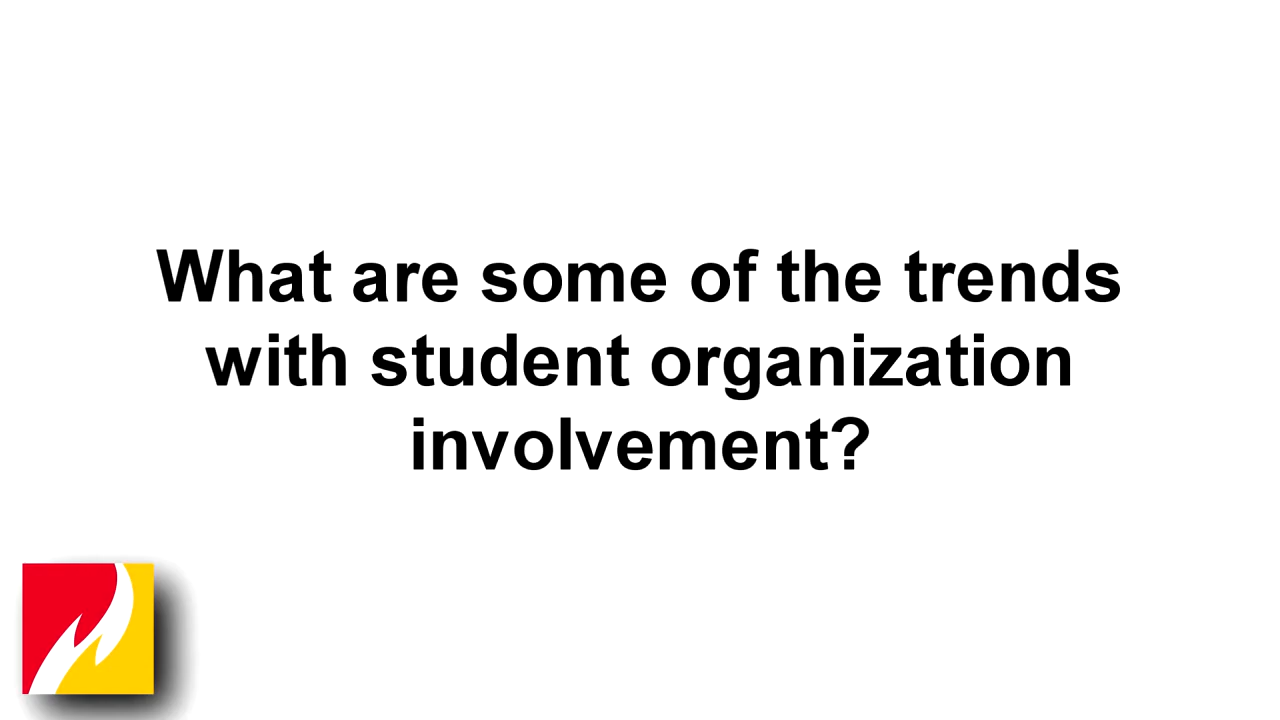 What are some of the trends
with student organization
involvement?